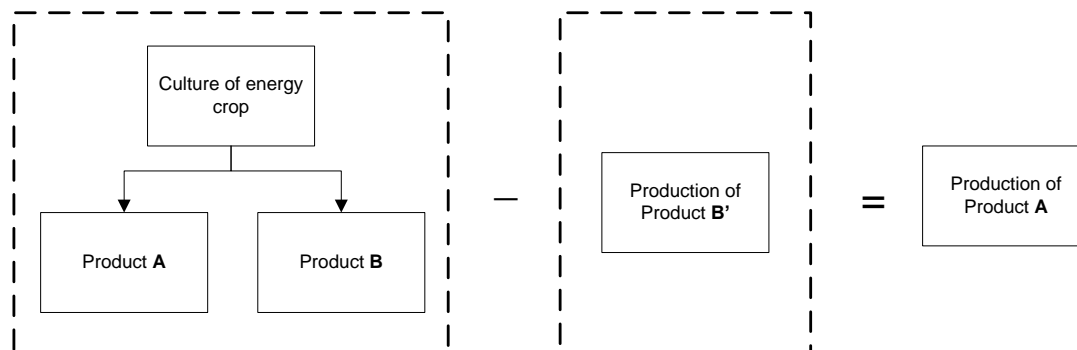 Culture of energy
crop
Product A
Product B
–
Production of
Product B’
=
Production of
Product A